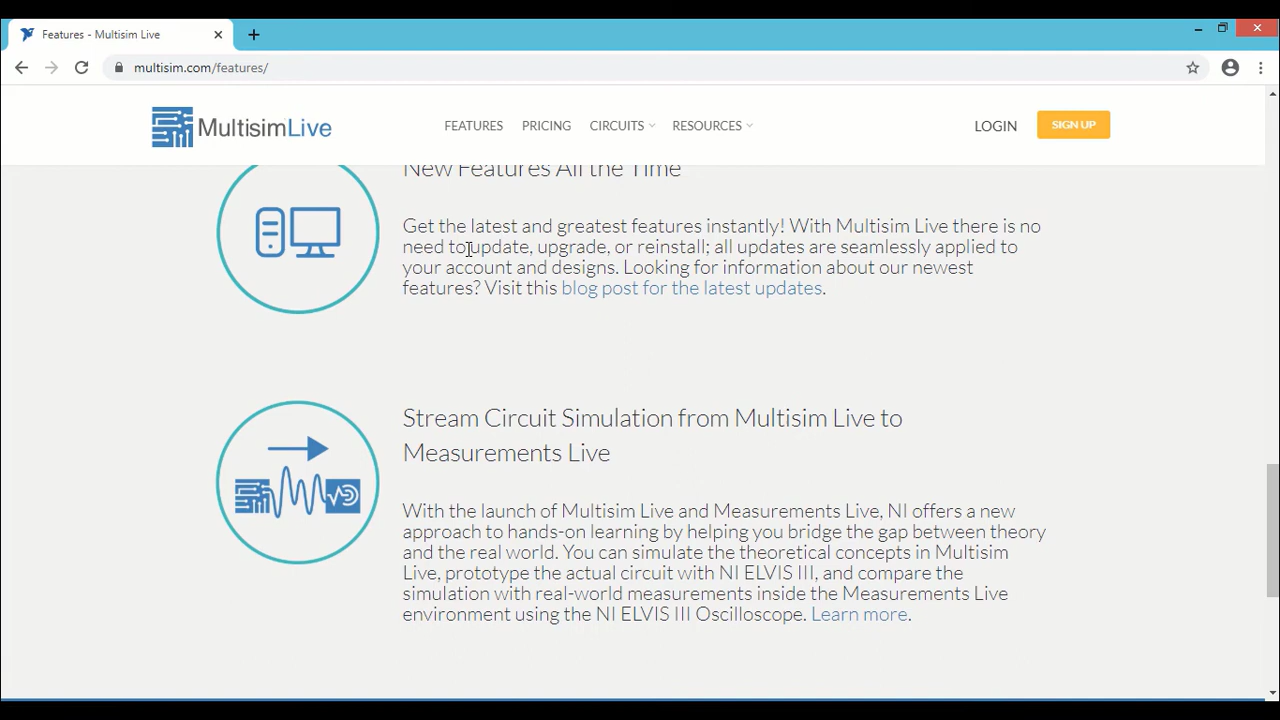 Features - Multisim Live
multisim.com/features/
MultisimLive
FEATURES PRICING CIRCUITS RESOURCES LOGIN SIGN UP
New Features All the Time
Get the latest and greatest features instantly! With Multisim Live there is no
need to update, upgrade, or reinstall; all updates are seamlessly applied to
your account and designs. Looking for information about our newest
features? Visit this blog post for the latest updates.
Stream Circuit Simulation from Multisim Live to
Measurements Live
With the launch of Multisim Live and Measurements Live, NI offers a new
approach to hands-on learning by helping you bridge the gap between theory
and the real world. You can simulate the theoretical concepts in Multisim
Live, prototype the actual circuit with NI ELVIS III, and compare the
simulation with real-world measurements inside the Measurements Live
environment using the NI ELVIS III Oscilloscope. Learn more.